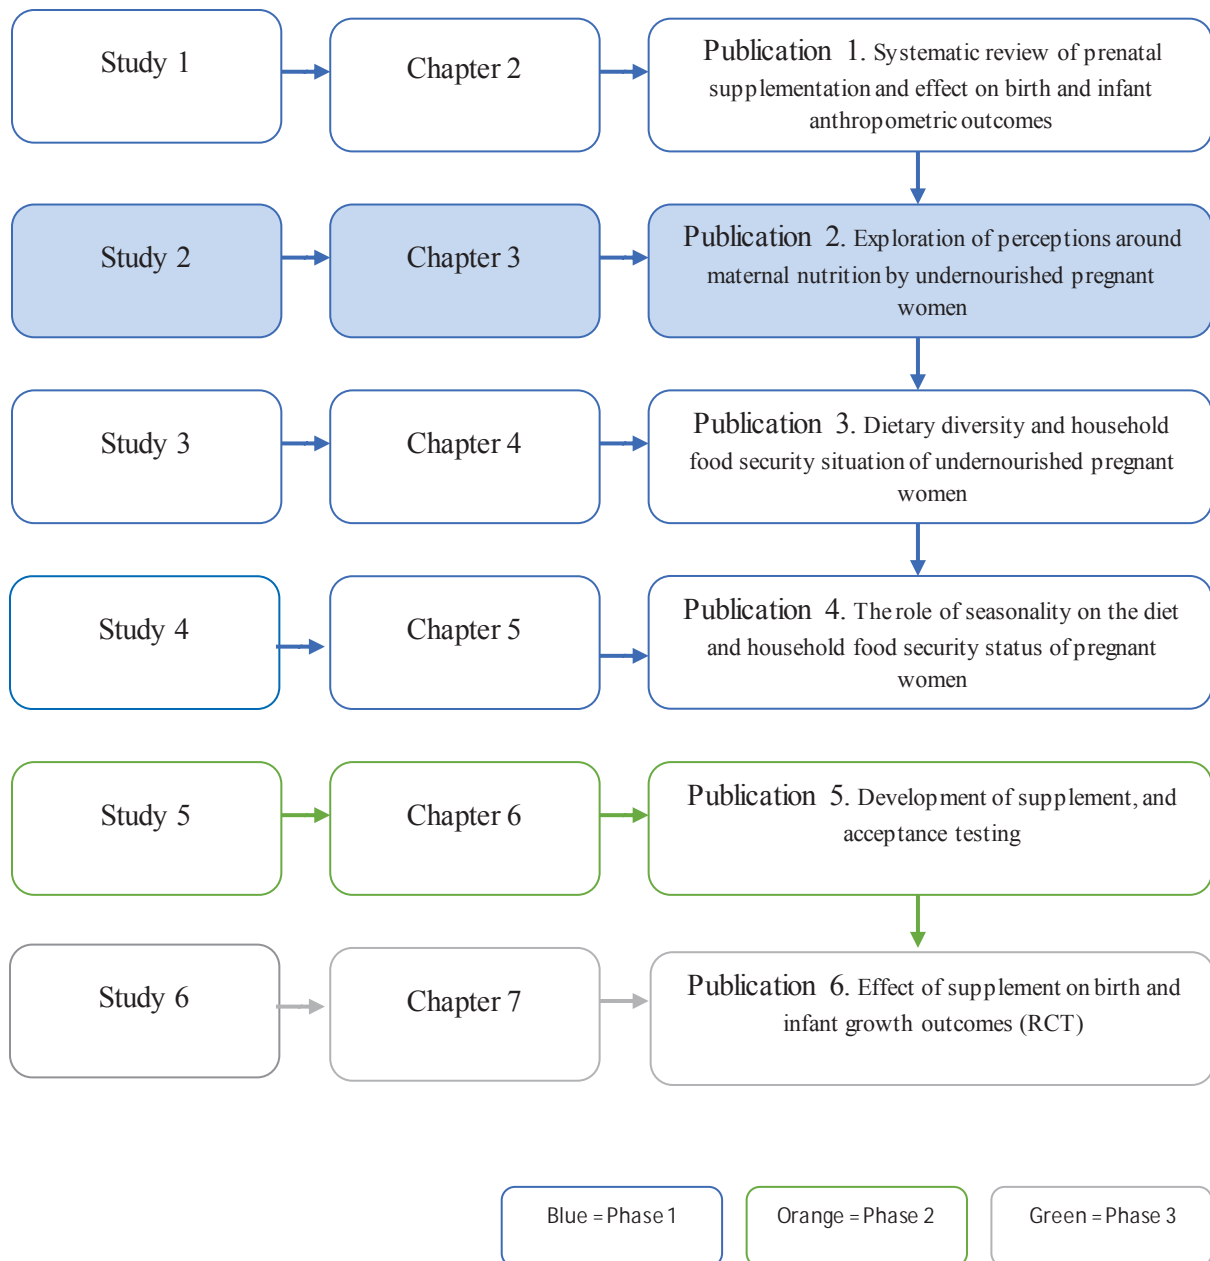 Study 1
Chapter 2
Publication 1. Systematic review of prenatal
supplementation and effect on birth and infant
anthropometric outcomes
Study 2
Chapter 3
Publication 2. Exploration of perceptions around
maternal nutrition by undernourished pregnant
women
Study 3
Chapter 4
Publication 3. Dietary diversity and household
food security situation of undernourished pregnant
women
Study 4
Chapter 5
Publication 4. The role of seasonality on the diet
and household food security status of pregnant
women
Study 5
Chapter 6
Publication 5. Development of supplement, and
acceptance testing
Study 6
Chapter 7
Publication 6. Effect of supplement on birth and
infant growth outcomes (RCT)
Blue = Phase 1
Orange = Phase 2
Green = Phase 3